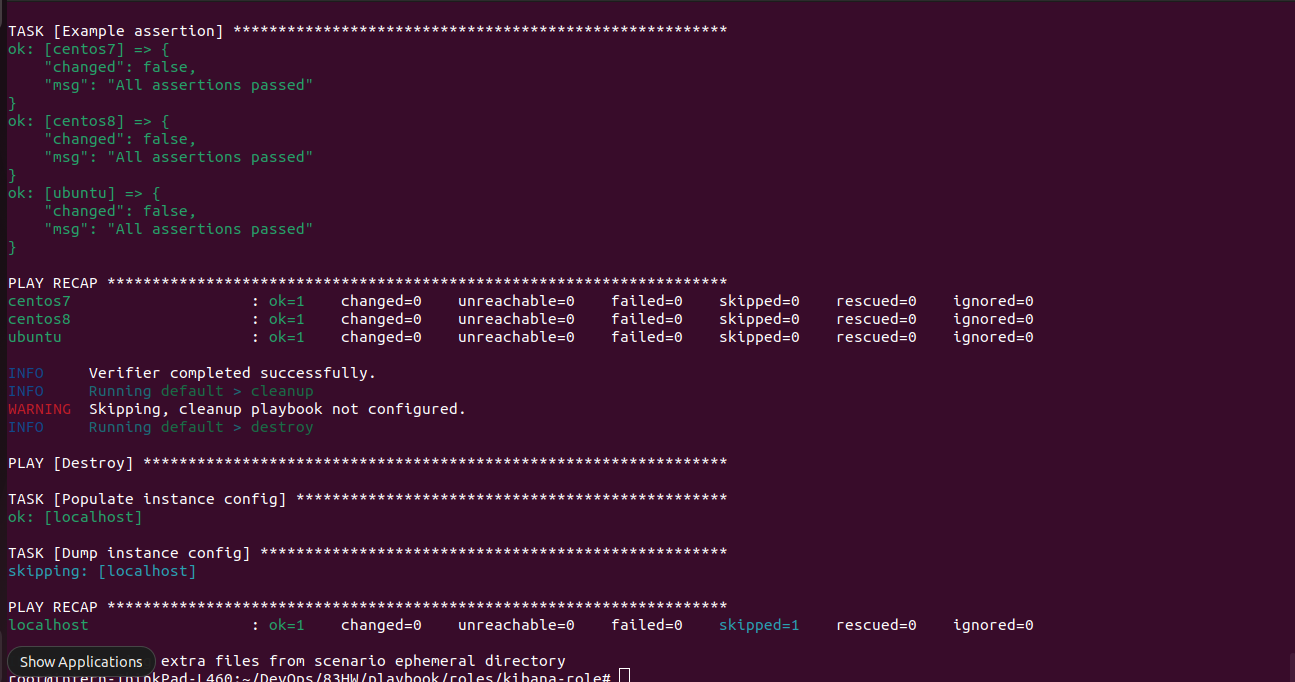 TASK [Example assertion] *******************************************************
ok: [centos7] => {
    "changed": false,
    "msg": "All assertions passed"
}
ok: [centos8] => {
    "changed": false,
    "msg": "All assertions passed"
}
ok: [ubuntu] => {
    "changed": false,
    "msg": "All assertions passed"
}
PLAY RECAP *********************************************************************
centos7                    : ok=1    changed=0    unreachable=0    failed=0    skipped=0    rescued=0    ignored=0
centos8                    : ok=1    changed=0    unreachable=0    failed=0    skipped=0    rescued=0    ignored=0
ubuntu                     : ok=1    changed=0    unreachable=0    failed=0    skipped=0    rescued=0    ignored=0
INFO     Verifier completed successfully.
INFO     Running default > cleanup
WARNING  Skipping, cleanup playbook not configured.
INFO     Running default > destroy
PLAY [Destroy] *****************************************************************
TASK [Populate instance config] ************************************************
ok: [localhost]
TASK [Dump instance config] ****************************************************
skipping: [localhost]
PLAY RECAP *********************************************************************
localhost                  : ok=1    changed=0    unreachable=0    failed=0    skipped=1    rescued=0    ignored=0
Show Applications extra files from scenario ephemeral directory
root@intern-ThinkPad-L460:~/DevOps/83HW/playbook/roles/kibana-role#